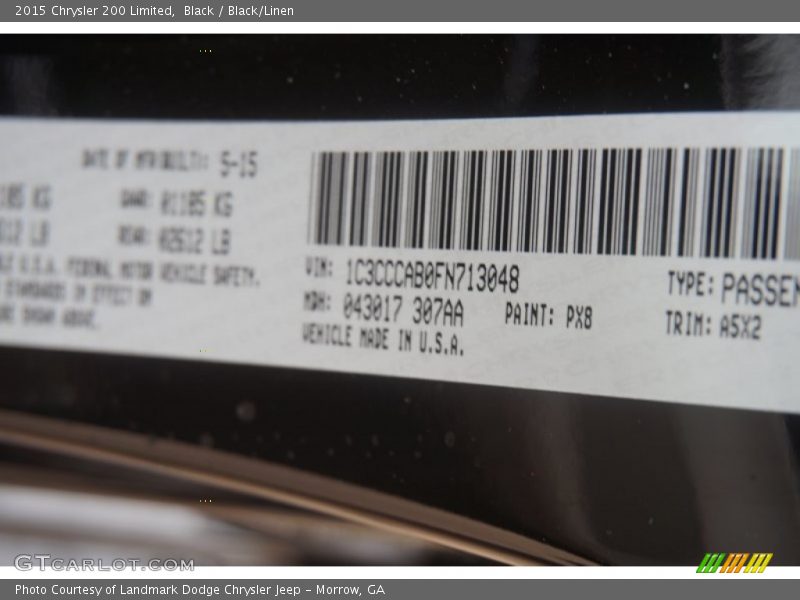 2015 Chrysler 200 Limited, Black / Black/Linen
DATE OF MFR BUILT: 5-15
GAWR: 01185 KG
REAR: 02612 LB
U.S.A. FEDERAL MOTOR VEHICLE SAFETY.
STANDARDS IN EFFECT ON
SHOWN ABOVE.
VIN: 1C3CCCAB0FN713048
TYPE: PASSEN
MDH: 043017 307AA
PAINT: PX8
TRIM: A5X2
VEHICLE MADE IN U.S.A.
GTCARLOT.COM
Photo Courtesy of Landmark Dodge Chrysler Jeep – Morrow, GA